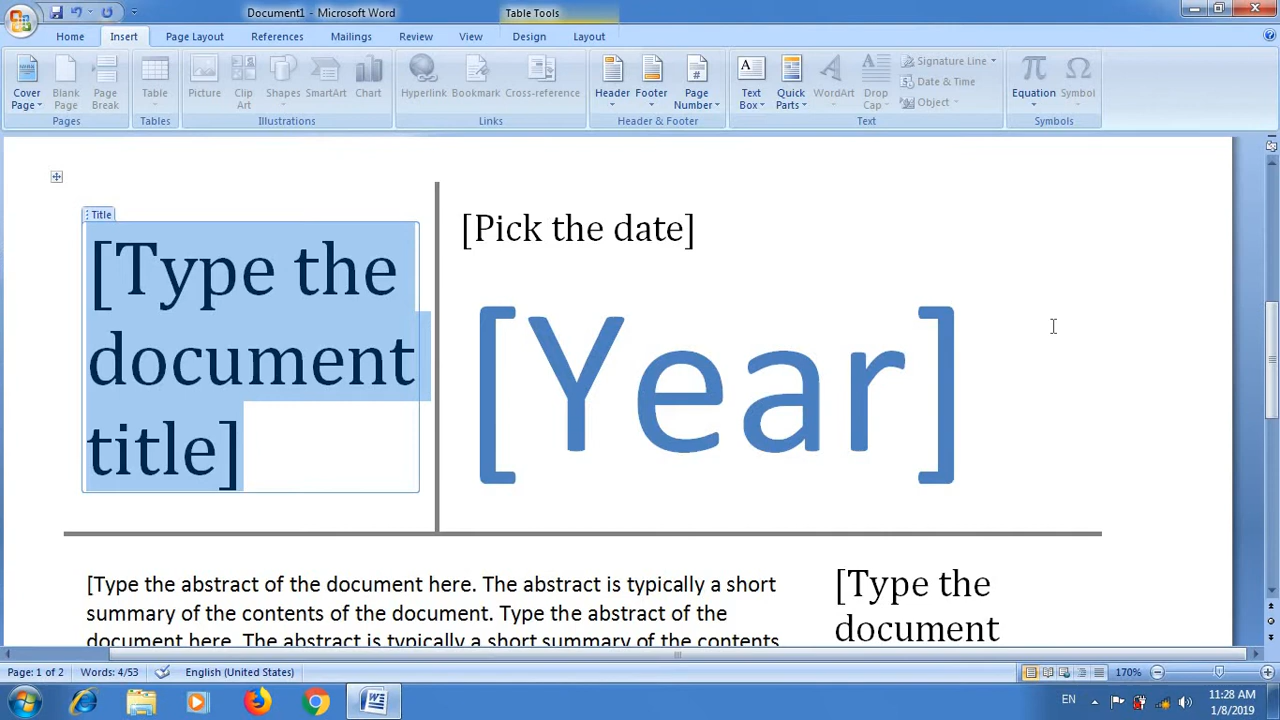 Document1 - Microsoft Word
Table Tools
Home Insert Page Layout References Mailings Review View Design Layout
Cover Page
Blank Page
Page Break
Pages
Table
Tables
Picture
Clip Art
Shapes
SmartArt
Chart
Illustrations
Hyperlink
Bookmark
Cross-reference
Links
Header
Footer
Page Number
Header & Footer
Text Box
Quick Parts
WordArt
Drop Cap
Signature Line
Date & Time
Object
Text
Equation
Symbol
Symbols
Title
[Type the
document
title]
[Pick the date]
[Year]
[Type the abstract of the document here. The abstract is typically a short
summary of the contents of the document. Type the abstract of the
document here. The abstract is typically a short summary of the contents
[Type the
document
Page: 1 of 2
Words: 4/53
English (United States)
170%
EN
11:28 AM
1/8/2019